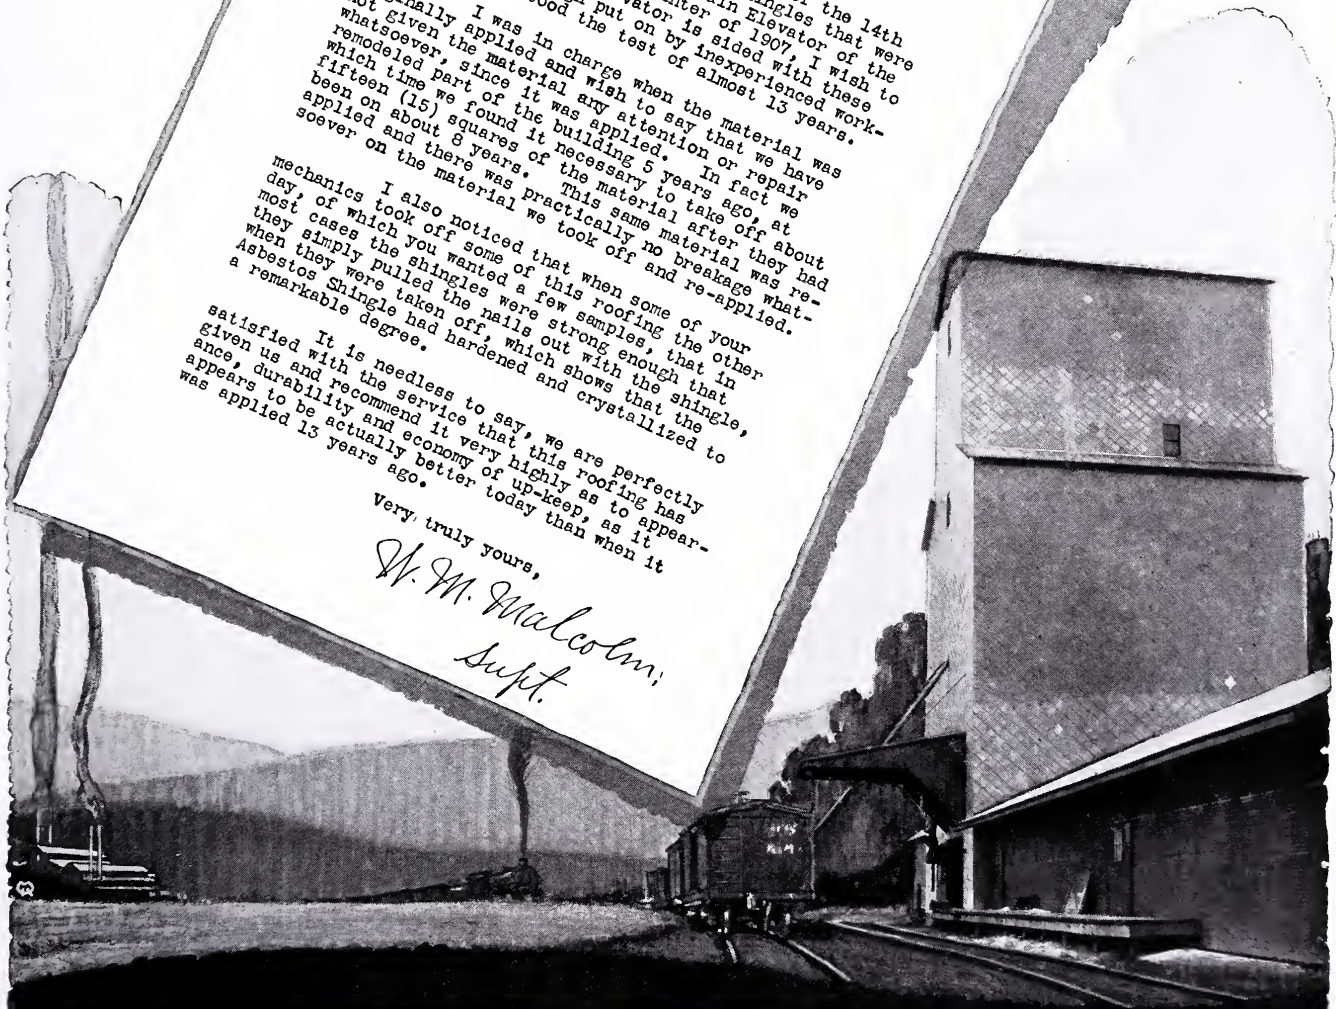 the 14th
that were
Elevator of the
of 1907, I wish to
is sided with these
put on by inexperienced work-
the test of almost 13 years.
I was in charge when the material was
applied and wish to say that we have
not given the material any attention or repair
whatsoever, since it was applied. In fact we
remodeled part of the building 5 years ago, at
which time we found it necessary to take off about
fifteen (15) squares of the material after they had
been on about 8 years. This same material was re-
applied and there was practically no breakage what-
soever on the material we took off and re-applied.
I also noticed that when some of your
mechanics took off some of this roofing the other
day, of which you wanted a few samples, that in
most cases the shingles were strong enough that
they simply pulled the nails out with the shingle,
when they were taken off, which shows that the
Asbestos Shingle had hardened and crystallized to
a remarkable degree.
It is needless to say, we are perfectly
satisfied with the service that this roofing has
given us and recommend it very highly as to appear-
ance, durability and economy of up-keep, as it
appears to be actually better today than when it
was applied 13 years ago.
Very truly yours,
W. M. Malcolm,
Supt.